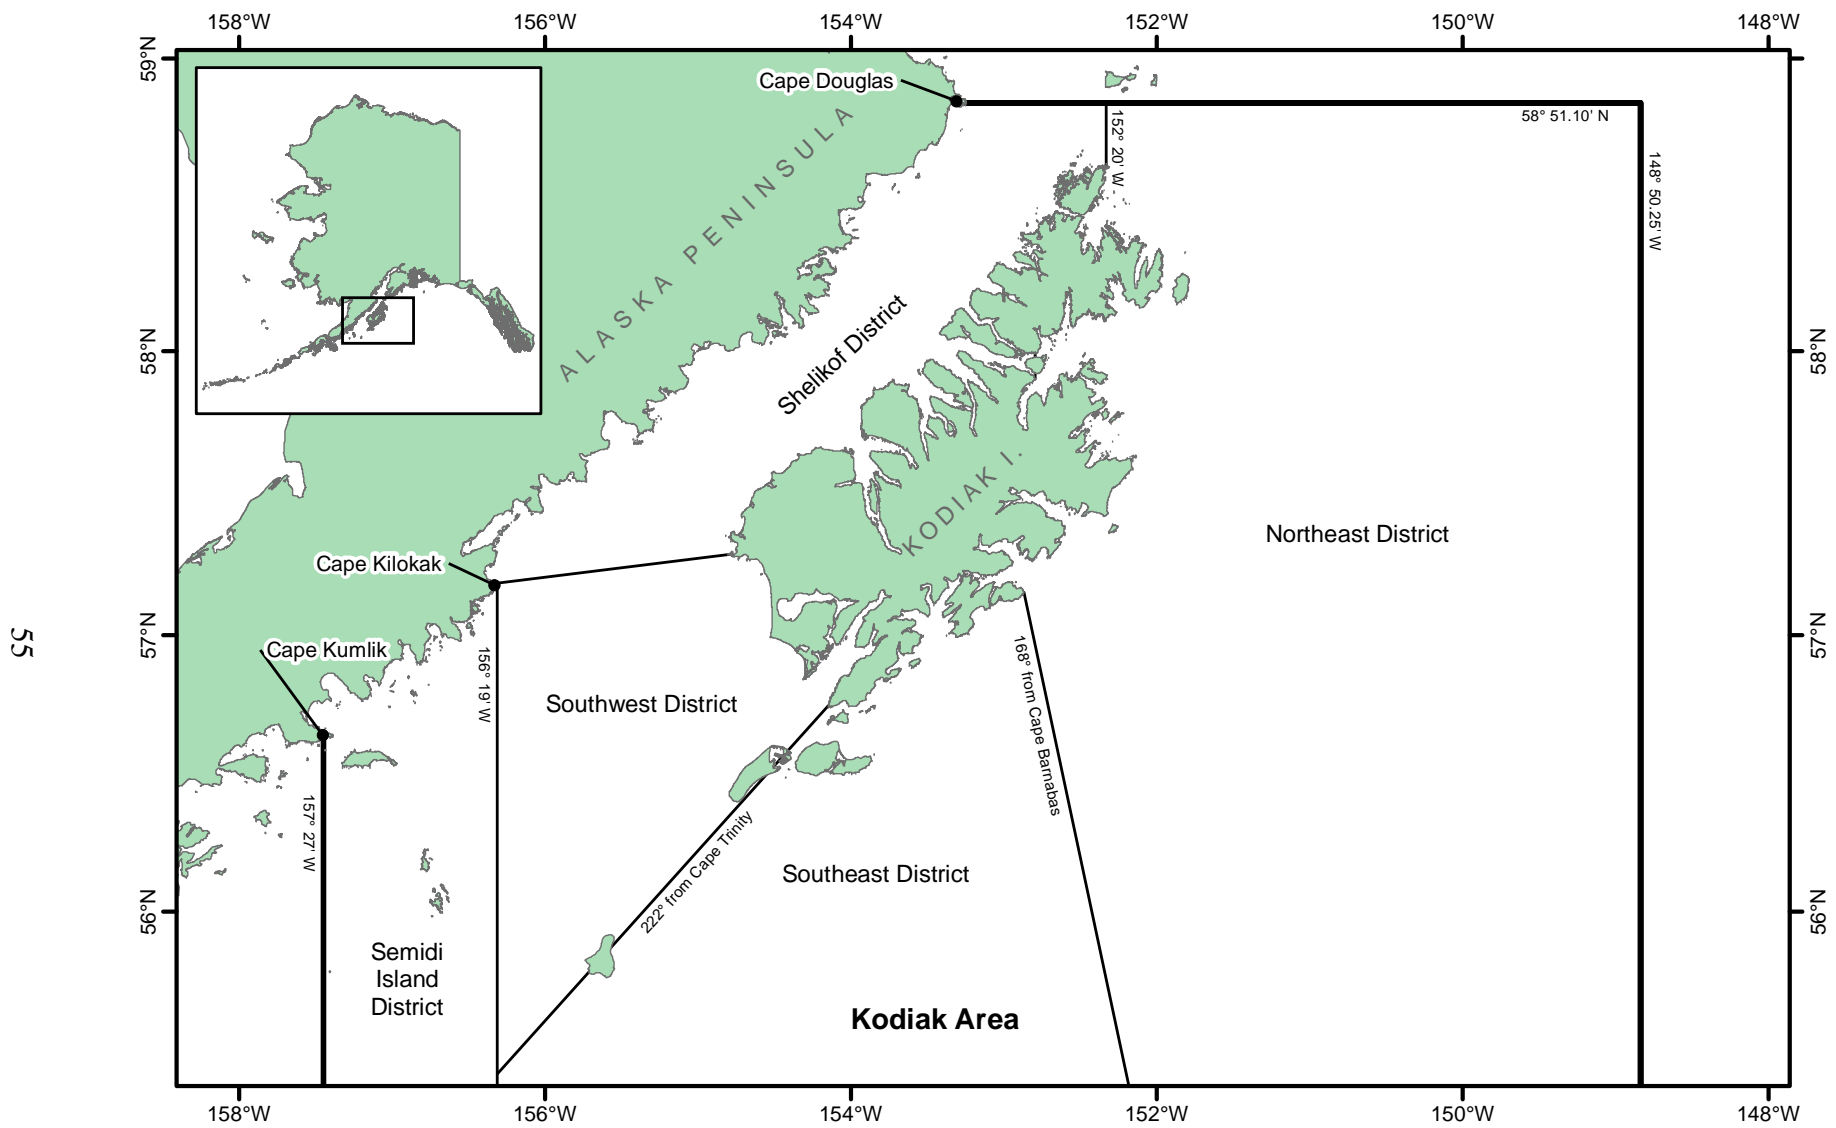 158°W 156°W 154°W 152°W 150°W 148°W
59°N
Cape Douglas
58° 51.10' N
152° 20' W
148° 50.25' W
ALASKA PENINSULA
58°N
58°N
Shelikof District
KODIAK I.
Northeast District
Cape Kilokak
57°N
57°N
55
Cape Kumlik
156° 19' W
Southwest District
168° from Cape Barnabas
157° 27' W
222° from Cape Trinity
Southeast District
56°N
56°N
Semidi
Island
District
Kodiak Area
158°W 156°W 154°W 152°W 150°W 148°W